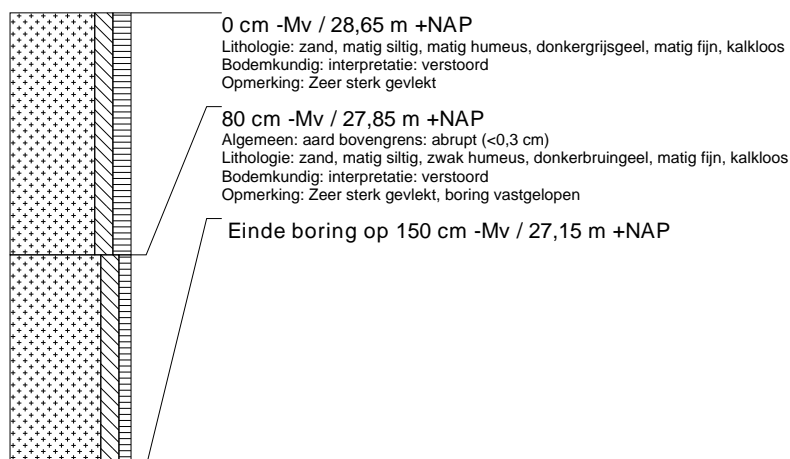 0 cm -Mv / 28,65 m +NAP
Lithologie: zand, matig siltig, matig humeus, donkergrijsgeel, matig fijn, kalkloos
Bodemkundig: interpretatie: verstoord
Opmerking: Zeer sterk gevlekt
80 cm -Mv / 27,85 m +NAP
Algemeen: aard bovengrens: abrupt (<0,3 cm)
Lithologie: zand, matig siltig, zwak humeus, donkerbruingeel, matig fijn, kalkloos
Bodemkundig: interpretatie: verstoord
Opmerking: Zeer sterk gevlekt, boring vastgelopen
Einde boring op 150 cm -Mv / 27,15 m +NAP